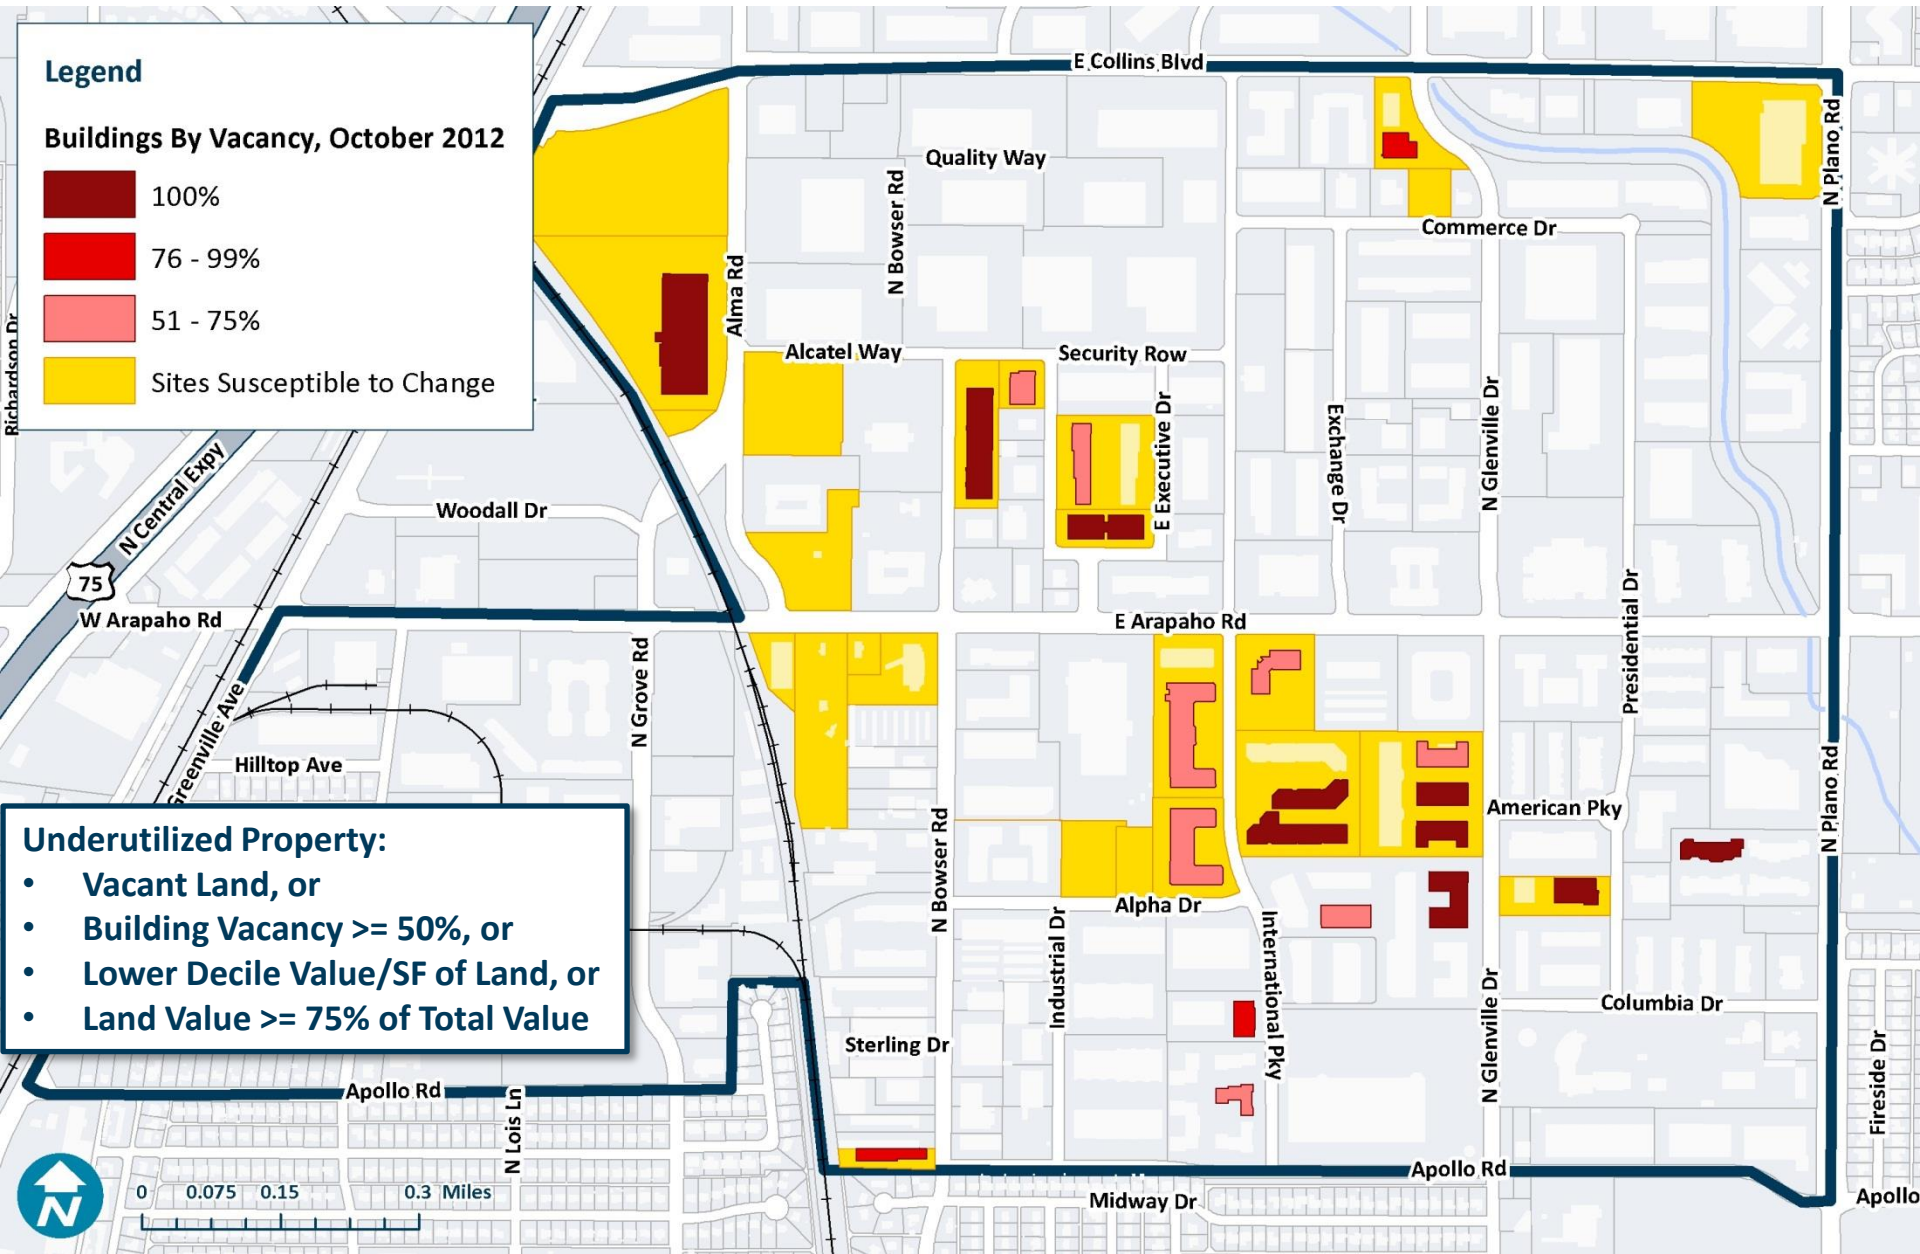 Legend
Buildings By Vacancy, October 2012
100%
76 - 99%
51 - 75%
Sites Susceptible to Change
E Collins Blvd
Quality Way
N Bowser Rd
N Plano Rd
Commerce Dr
Alma Rd
Alcatel Way
Security Row
Richardson Dr
N Central Expy
75
Woodall Dr
E Executive Dr
Exchange Dr
N Glenville Dr
Presidential Dr
W Arapaho Rd
E Arapaho Rd
N Grove Rd
Greenville Ave
Hilltop Ave
N Bowser Rd
American Pky
N Plano Rd
Underutilized Property:
• Vacant Land, or
• Building Vacancy >= 50%, or
• Lower Decile Value/SF of Land, or
• Land Value >= 75% of Total Value
Alpha Dr
Industrial Dr
International Pky
N Glenville Dr
Columbia Dr
Sterling Dr
Fireside Dr
Apollo Rd
N Lois Ln
Apollo Rd
Midway Dr
Apollo
N
0 0.075 0.15 0.3 Miles